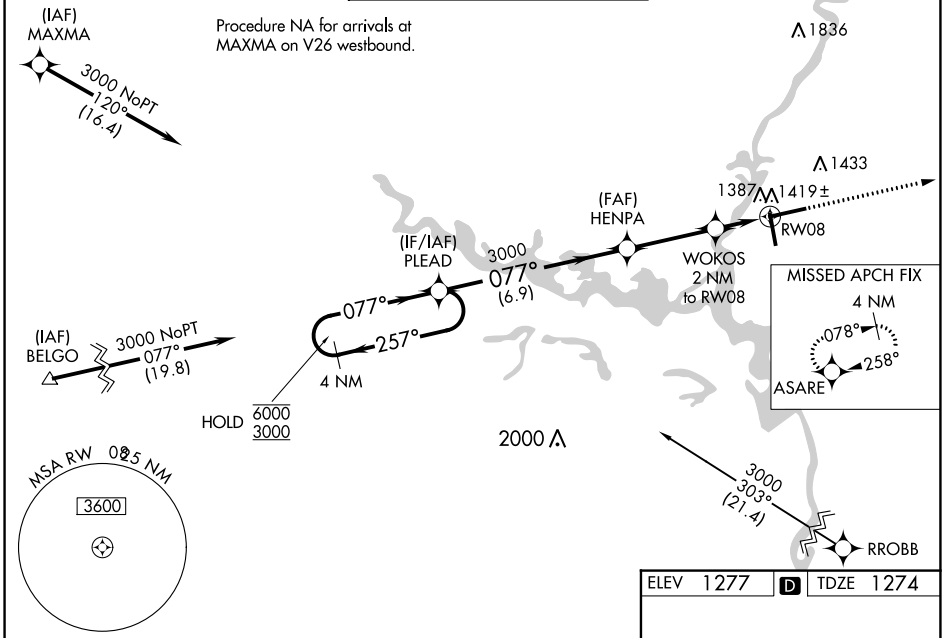 (IAF)
MAXMA
Procedure NA for arrivals at
MAXMA on V26 westbound.
3000 NoPT
120°
(16.4)
1836
1433
1387
1419±
RW08
(FAF)
HENPA
WOKOS
2 NM
to RW08
(IF/IAF)
PLEAD
3000
077°
(6.9)
077°
257°
4 NM
HOLD
6000
3000
(IAF)
BELGO
3000 NoPT
077°
(19.8)
MISSED APCH FIX
4 NM
078°
258°
ASARE
2000
MSA RW 08 25 NM
3600
3000
303°
(21.4)
RROBB
ELEV 1277 D TDZE 1274